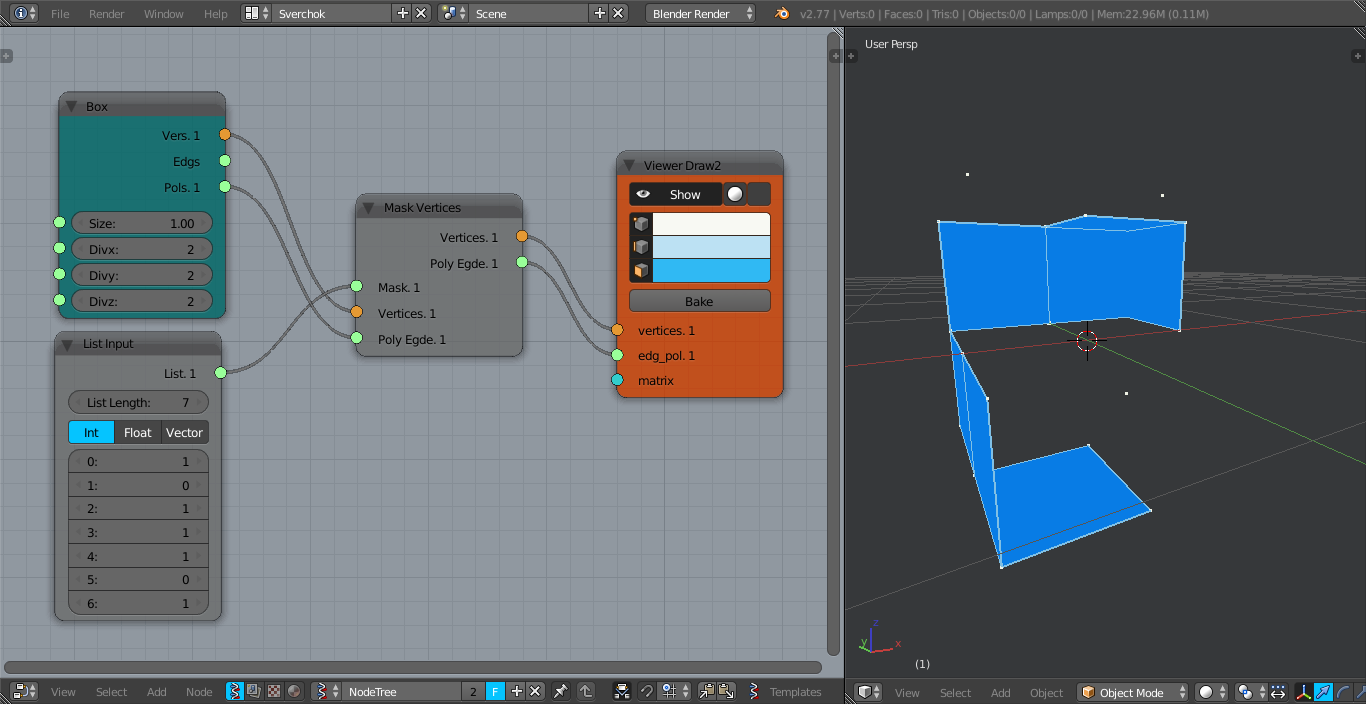 File Render Window Help Sverchok Scene Blender Render v2.77 | Verts:0 | Faces:0 | Tris:0 | Objects:0/0 | Lamps:0/0 | Mem:22.96M (0.11M)
User Persp
Box
Vers. 1
Edgs
Pols. 1
Size: 1.00
Divx: 2
Divy: 2
Divz: 2
List Input
List. 1
List Length: 7
Int Float Vector
0: 1
1: 0
2: 1
3: 1
4: 1
5: 0
6: 1
Mask Vertices
Vertices. 1
Poly Egde. 1
Mask. 1
Vertices. 1
Poly Egde. 1
Viewer Draw2
Show
Bake
vertices. 1
edg_pol. 1
matrix
z
y
x
(1)
View Select Add Node NodeTree 2 F Templates
View Select Add Object Object Mode